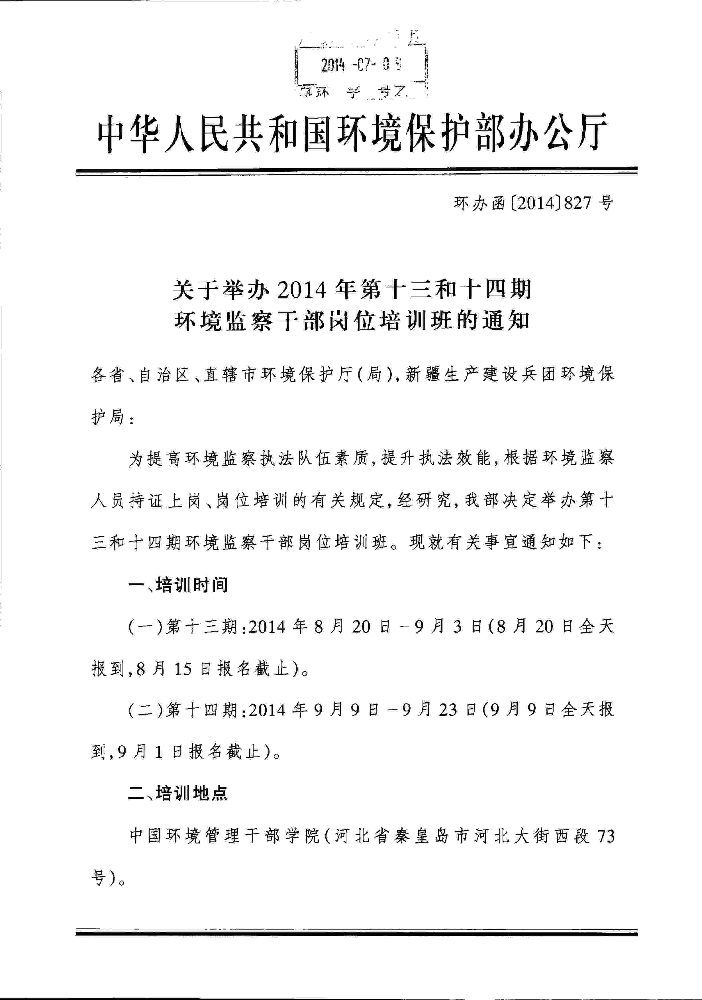 2014 -07- 09
环 字 号之
中华人民共和国环境保护部办公厅
环办函〔2014〕827 号
关于举办 2014 年第十三和十四期
环境监察干部岗位培训班的通知
各省、自治区、直辖市环境保护厅(局),新疆生产建设兵团环境保
护局:
为提高环境监察执法队伍素质,提升执法效能,根据环境监察
人员持证上岗、岗位培训的有关规定,经研究,我部决定举办第十
三和十四期环境监察干部岗位培训班。现就有关事宜通知如下:
一、培训时间
(一)第十三期:2014 年 8 月 20 日 - 9 月 3 日(8 月 20 日全天
报到,8 月 15 日报名截止)。
(二)第十四期:2014 年 9 月 9 日 - 9 月 23 日(9 月 9 日全天报
到,9 月 1 日报名截止)。
二、培训地点
中国环境管理干部学院(河北省秦皇岛市河北大街西段 73
号)。